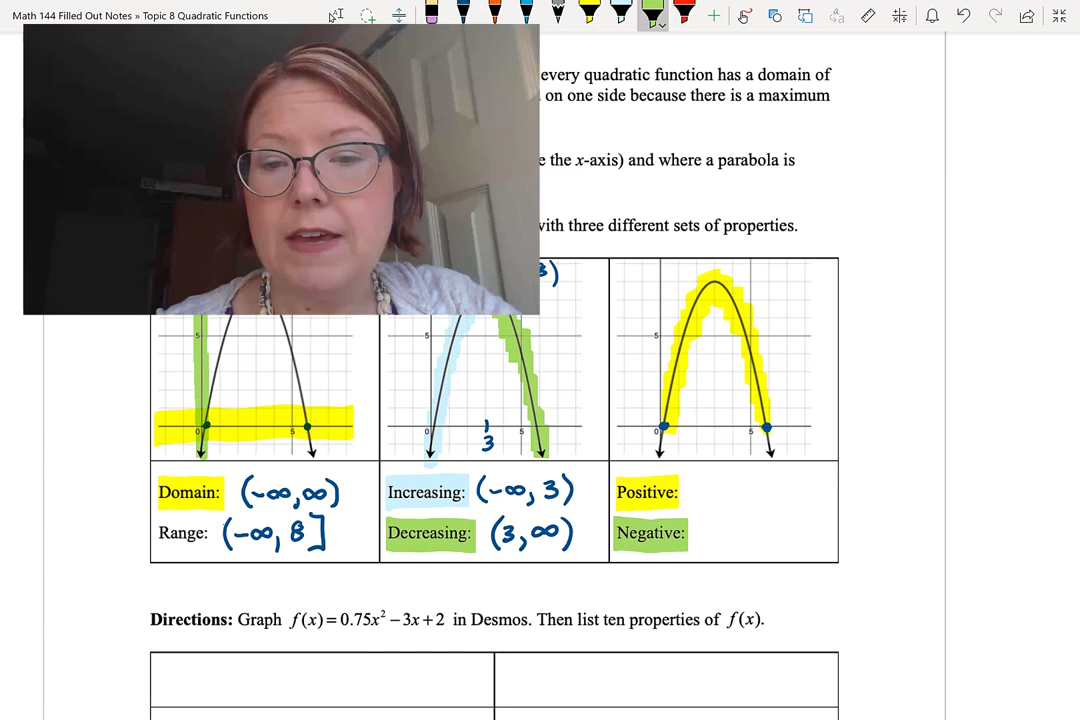 Math 144 Filled Out Notes » Topic 8 Quadratic Functions
every quadratic function has a domain of
on one side because there is a maximum
the x-axis) and where a parabola is
with three different sets of properties.
5
0
5
5
0
1
3
5
3)
5
0
5
Domain: (-∞,∞)
Range: (-∞, 8]
Increasing: (-∞, 3)
Decreasing: (3,∞)
Positive:
Negative:
Directions: Graph f(x)=0.75x²−3x+2 in Desmos. Then list ten properties of f(x).